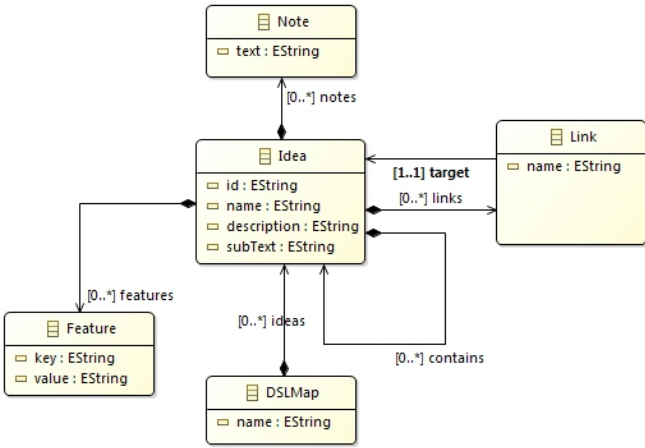 Note
text : EString
[0..*] notes
Idea
id : EString
name : EString
description : EString
subText : EString
[1..1] target
[0..*] links
Link
name : EString
[0..*] features
[0..*] ideas
[0..*] contains
Feature
key : EString
value : EString
DSLMap
name : EString